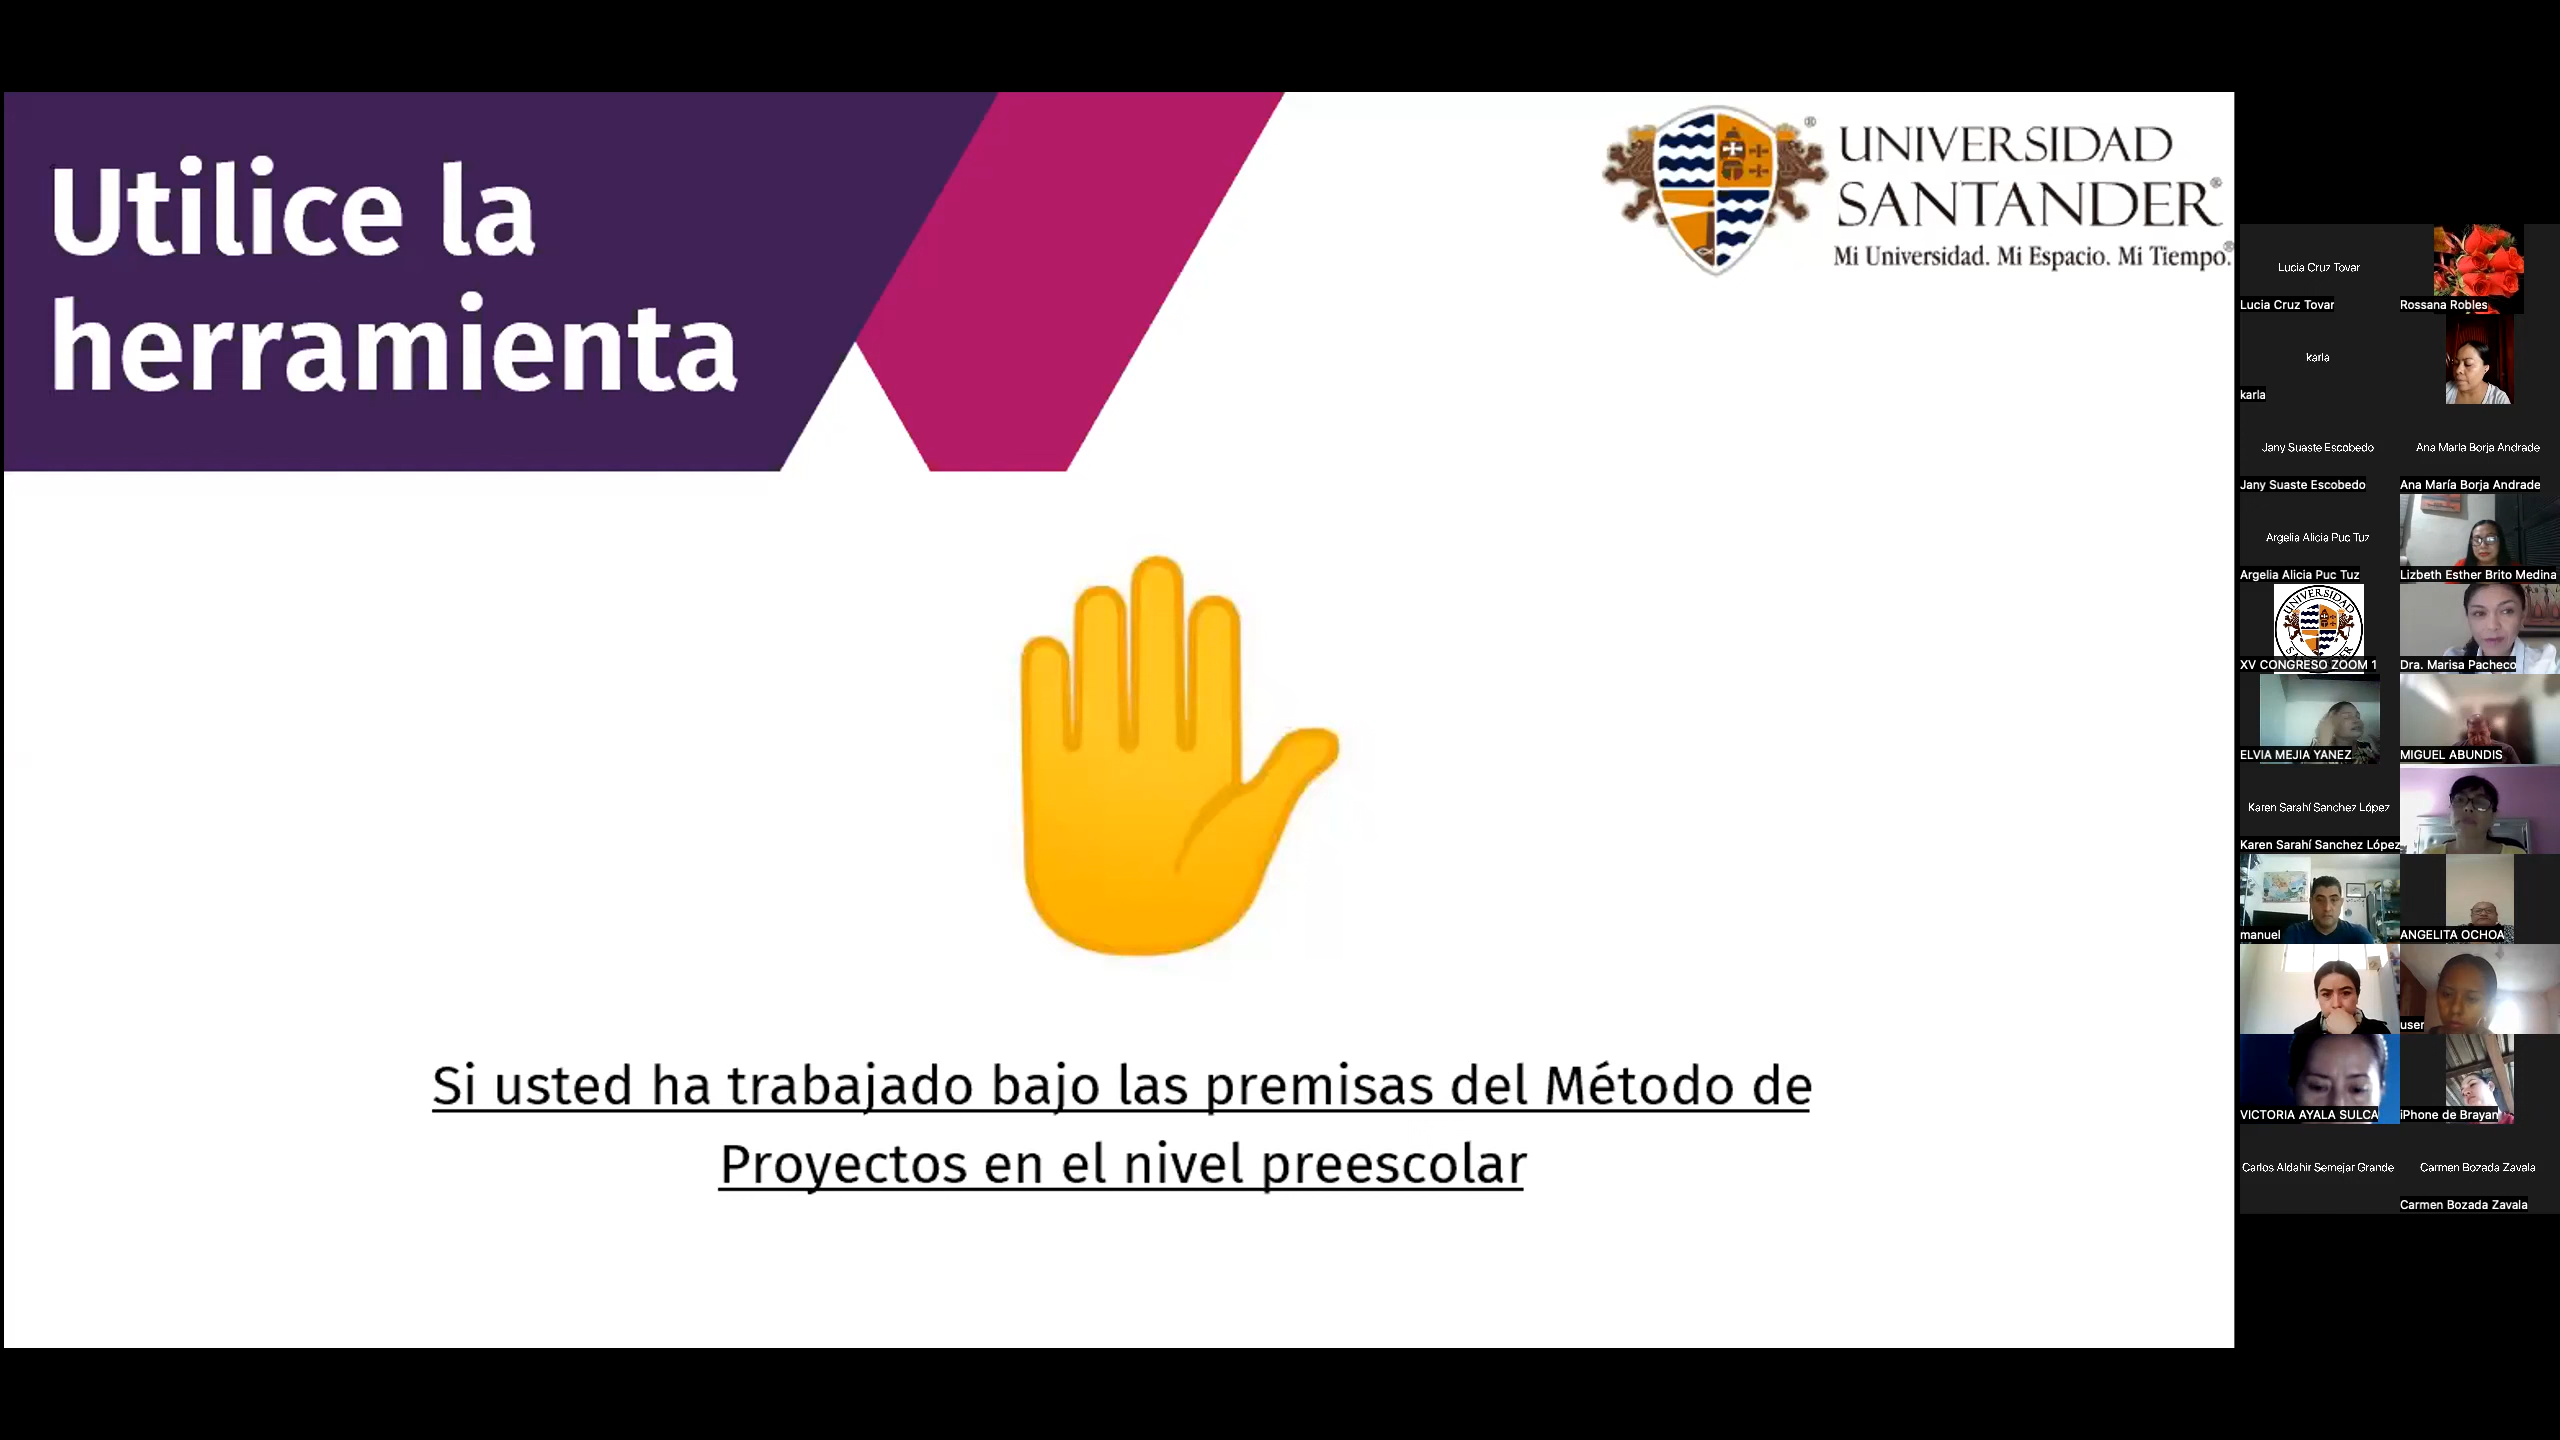 Utilice la
herramienta
UNIVERSIDAD
SANTANDER®
Mi Universidad. Mi Espacio. Mi Tiempo.®
Si usted ha trabajado bajo las premisas del Método de
Proyectos en el nivel preescolar
Lucia Cruz Tovar
Lucia Cruz Tovar
Rossana Robles
karla
karla
Jany Suaste Escobedo
Ana María Borja Andrade
Jany Suaste Escobedo
Ana María Borja Andrade
Argelia Alicia Puc Tuz
Argelia Alicia Puc Tuz
Lizbeth Esther Brito Medina
UNIVERSIDAD
XV CONGRESO ZOOM 1
Dra. Marisa Pacheco
ELVIA MEJIA YANEZ
MIGUEL ABUNDIS
Karen Sarahí Sanchez López
Karen Sarahí Sanchez López
manuel
ANGELITA OCHOA
user
VICTORIA AYALA SULCA
iPhone de Brayan
Carlos Aldahir Semejar Grande
Carmen Bozada Zavala
Carmen Bozada Zavala